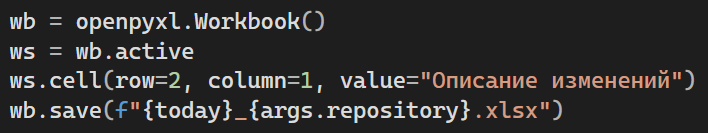 wb = openpyxl.Workbook()
ws = wb.active
ws.cell(row=2, column=1, value="Описание изменений")
wb.save(f"{today}_{args.repository}.xlsx")